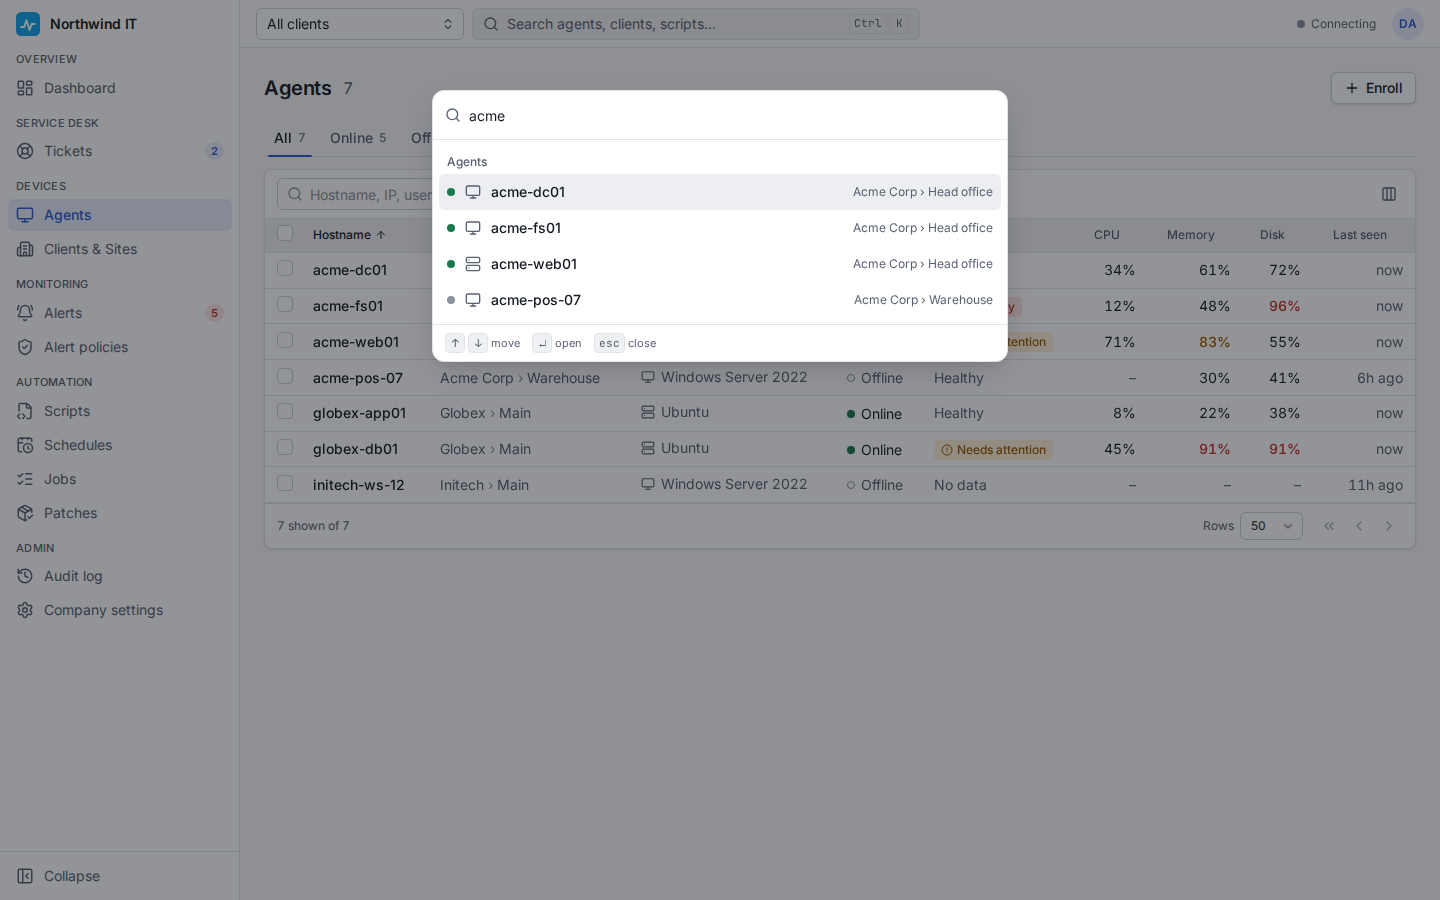 Northwind IT
All clients
Search agents, clients, scripts...
Ctrl K
Connecting
DA
OVERVIEW
Dashboard
SERVICE DESK
Tickets 2
DEVICES
Agents
Clients & Sites
MONITORING
Alerts 5
Alert policies
AUTOMATION
Scripts
Schedules
Jobs
Patches
ADMIN
Audit log
Company settings
Collapse
Agents 7
Enroll
All 7
Online 5
Off
Hostname, IP, user
acme
Agents
acme-dc01 Acme Corp › Head office
acme-fs01 Acme Corp › Head office
acme-web01 Acme Corp › Head office
acme-pos-07 Acme Corp › Warehouse
↑ ↓ move ↵ open esc close
Hostname ↑ CPU Memory Disk Last seen
acme-dc01 34% 61% 72% now
acme-fs01 y 12% 48% 96% now
acme-web01 tention 71% 83% 55% now
acme-pos-07 Acme Corp › Warehouse Windows Server 2022 Offline Healthy – 30% 41% 6h ago
globex-app01 Globex › Main Ubuntu Online Healthy 8% 22% 38% now
globex-db01 Globex › Main Ubuntu Online Needs attention 45% 91% 91% now
initech-ws-12 Initech › Main Windows Server 2022 Offline No data – – – 11h ago
7 shown of 7
Rows 50